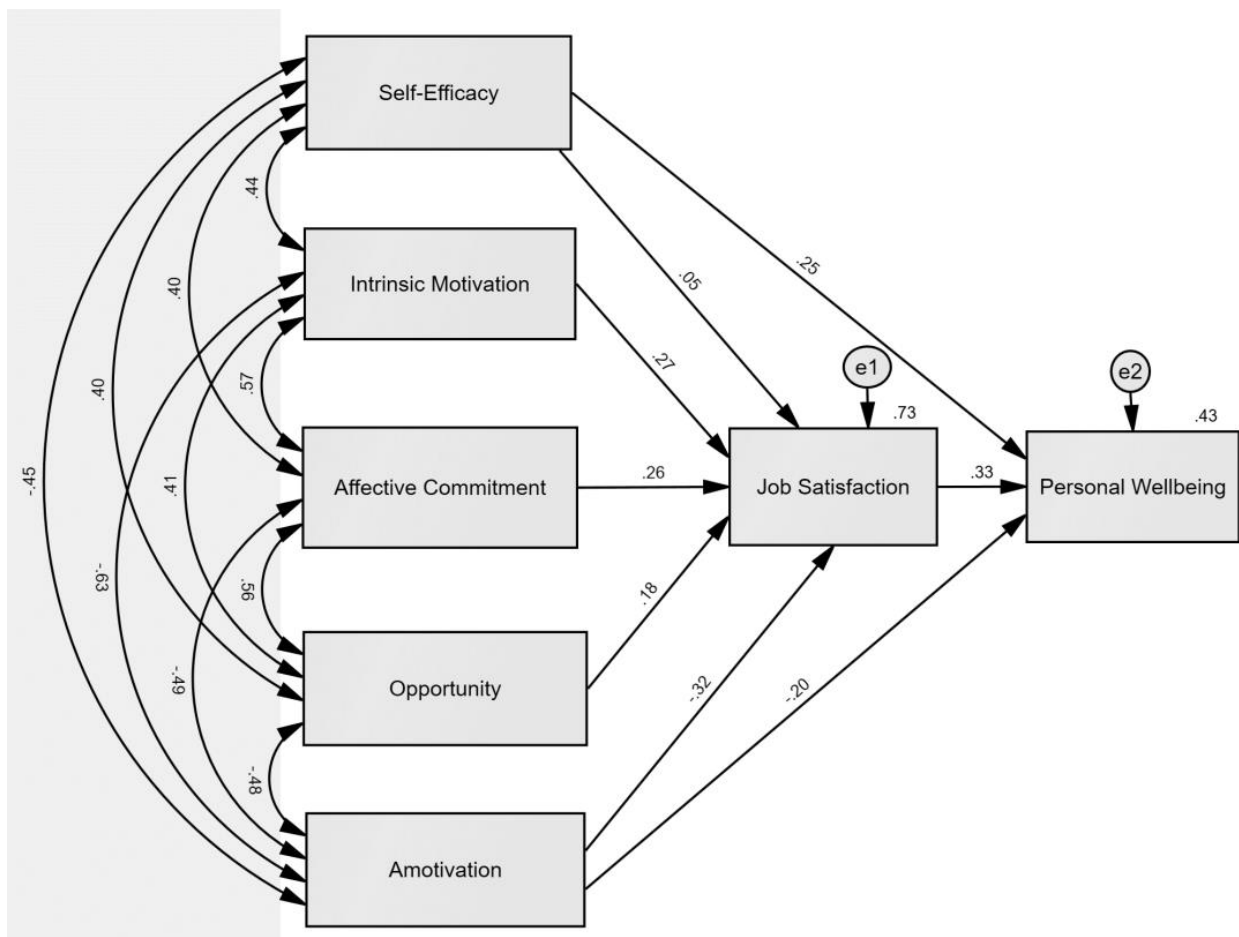 Self-Efficacy
.44
.40
.25
.05
Intrinsic Motivation
.40
.27
.57
e1
e2
.73
.43
Affective Commitment
.26
Job Satisfaction
.33
Personal Wellbeing
-.45
.41
-.63
.56
.18
-.49
Opportunity
-.32
-.20
-.48
Amotivation